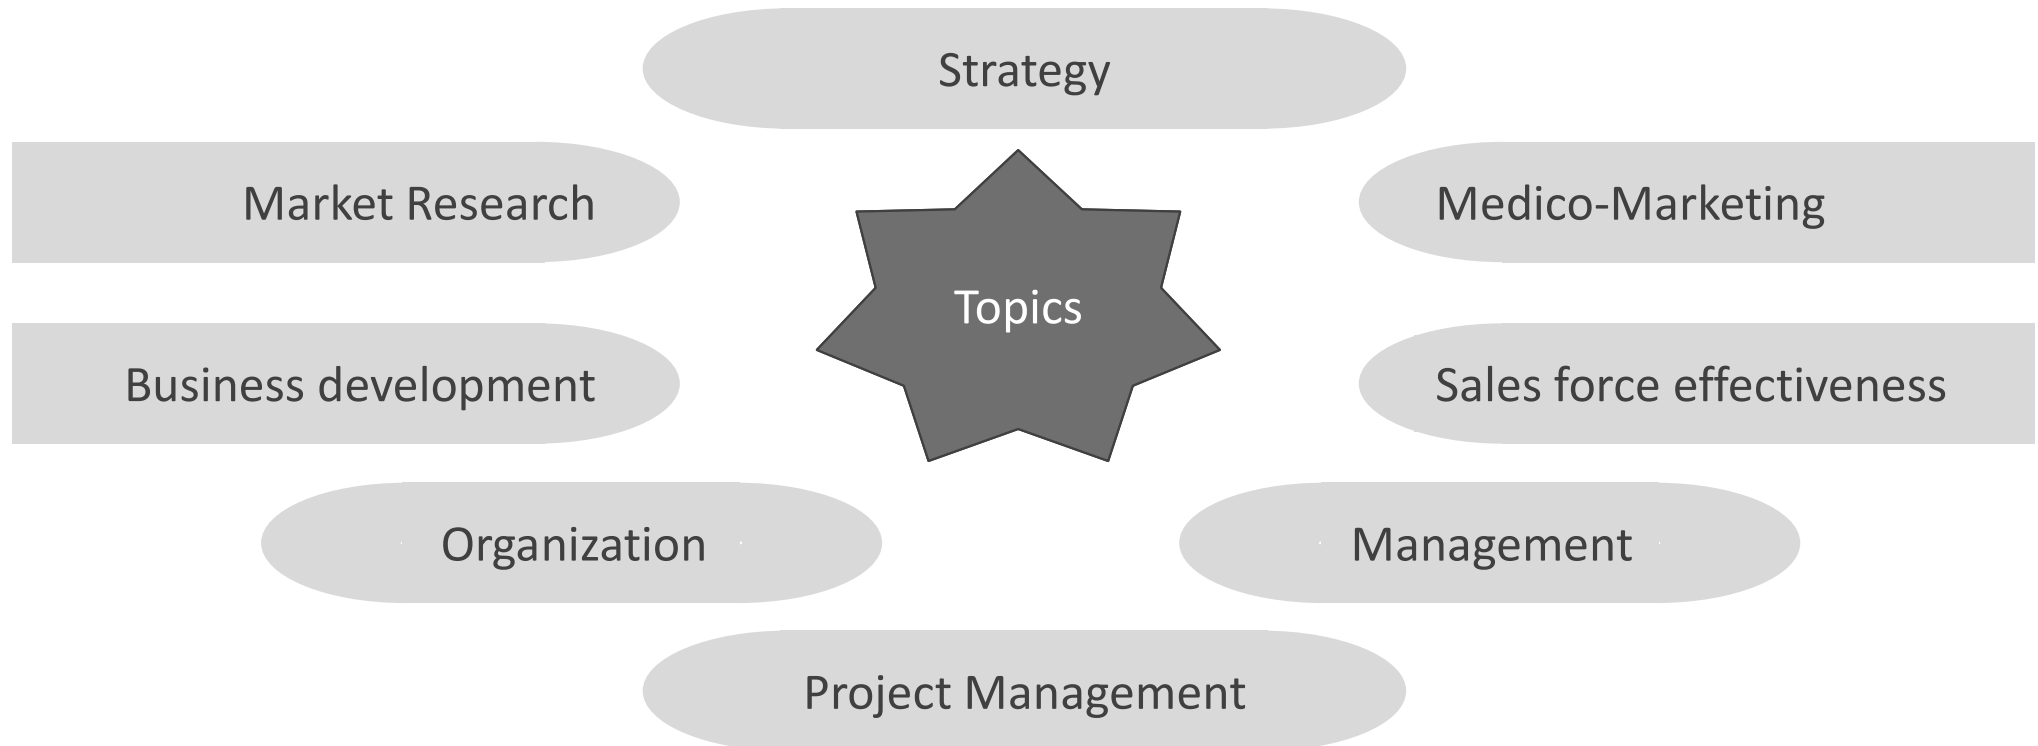 Strategy
Market Research
Medico-Marketing
Topics
Business development
Sales force effectiveness
Organization
Management
Project Management